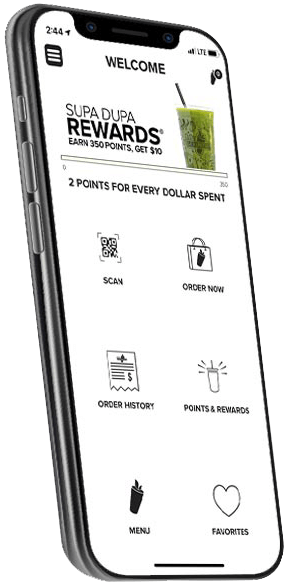 2:44
LTE
WELCOME
0
SUPA DUPA
REWARDS®
EARN 350 POINTS, GET $10
0 350
2 POINTS FOR EVERY DOLLAR SPENT
SCAN ORDER NOW
$
ORDER HISTORY POINTS & REWARDS
MENU FAVORITES